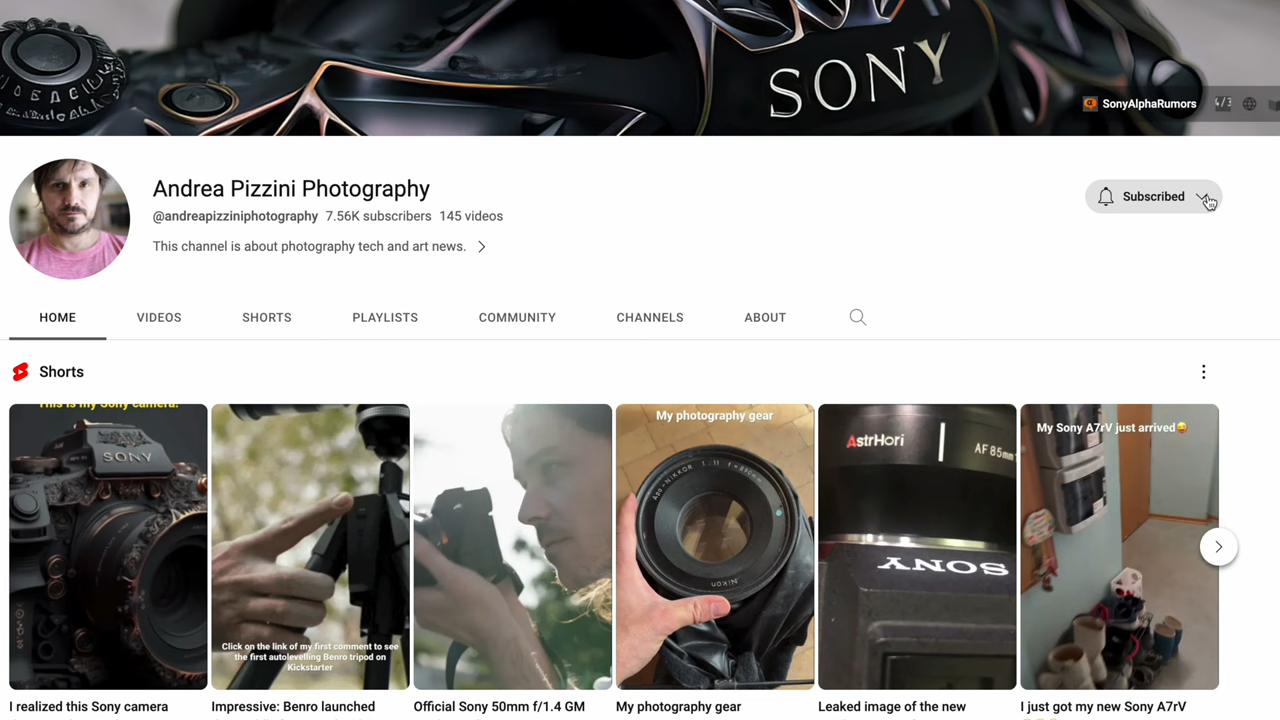 SONY
SonyAlphaRumors
Andrea Pizzini Photography
@andreapizziniphotography 7.56K subscribers 145 videos
This channel is about photography tech and art news.
Subscribed
HOME VIDEOS SHORTS PLAYLISTS COMMUNITY CHANNELS ABOUT
Shorts
This is my Sony camera!
SONY
Click on the link of my first comment to see
the first autolevelling Benro tripod on
Kickstarter
My photography gear
Nikon
AstrHori
AF 85mm
SONY
My Sony A7rV just arrived😜
I realized this Sony camera
Impressive: Benro launched
Official Sony 50mm f/1.4 GM
My photography gear
Leaked image of the new
I just got my new Sony A7rV